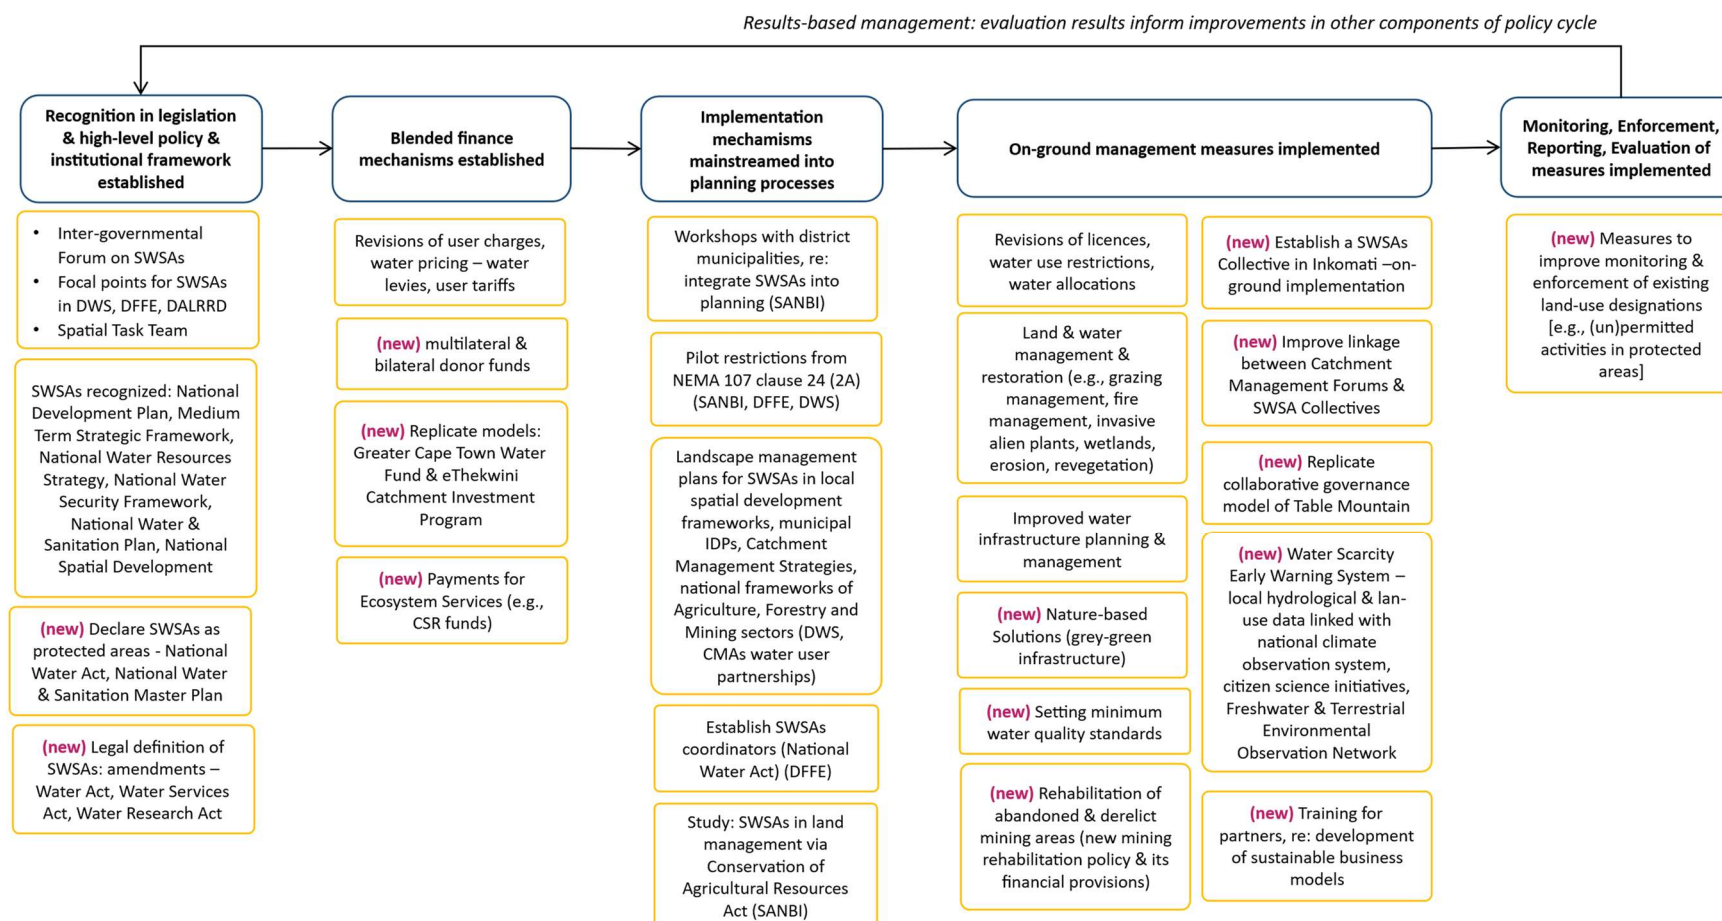 Results-based management: evaluation results inform improvements in other components of policy cycle
Recognition in legislation
& high-level policy &
institutional framework
established
Inter-governmental
Forum on SWSAs
Focal points for SWSAs
in DWS, DFFE, DALRRD
Spatial Task Team
SWSAs recognized: National
Development Plan, Medium
Term Strategic Framework,
National Water Resources
Strategy, National Water
Security Framework,
National Water &
Sanitation Plan, National
Spatial Development
(new) Declare SWSAs as
protected areas - National
Water Act, National Water
& Sanitation Master Plan
(new) Legal definition of
SWSAs: amendments –
Water Act, Water Services
Act, Water Research Act
Blended finance
mechanisms established
Revisions of user charges,
water pricing – water
levies, user tariffs
(new) multilateral &
bilateral donor funds
(new) Replicate models:
Greater Cape Town Water
Fund & eThekwini
Catchment Investment
Program
(new) Payments for
Ecosystem Services (e.g.,
CSR funds)
Implementation
mechanisms
mainstreamed into
planning processes
Workshops with district
municipalities, re:
integrate SWSAs into
planning (SANBI)
Pilot restrictions from
NEMA 107 clause 24 (2A)
(SANBI, DFFE, DWS)
Landscape management
plans for SWSAs in local
spatial development
frameworks, municipal
IDPs, Catchment
Management Strategies,
national frameworks of
Agriculture, Forestry and
Mining sectors (DWS,
CMAs water user
partnerships)
Establish SWSAs
coordinators (National
Water Act) (DFFE)
Study: SWSAs in land
management via
Conservation of
Agricultural Resources
Act (SANBI)
On-ground management measures implemented
Revisions of licences,
water use restrictions,
water allocations
Land & water
management &
restoration (e.g., grazing
management, fire
management, invasive
alien plants, wetlands,
erosion, revegetation)
Improved water
infrastructure planning &
management
(new) Nature-based
Solutions (grey-green
infrastructure)
(new) Setting minimum
water quality standards
(new) Rehabilitation of
abandoned & derelict
mining areas (new mining
rehabilitation policy & its
financial provisions)
(new) Establish a SWSAs
Collective in Inkomati –on-
ground implementation
(new) Improve linkage
between Catchment
Management Forums &
SWSA Collectives
(new) Replicate
collaborative governance
model of Table Mountain
(new) Water Scarcity
Early Warning System –
local hydrological & lan-
use data linked with
national climate
observation system,
citizen science initiatives,
Freshwater & Terrestrial
Environmental
Observation Network
(new) Training for
partners, re: development
of sustainable business
models
Monitoring, Enforcement,
Reporting, Evaluation of
measures implemented
(new) Measures to
improve monitoring &
enforcement of existing
land-use designations
[e.g., (un)permitted
activities in protected
areas]